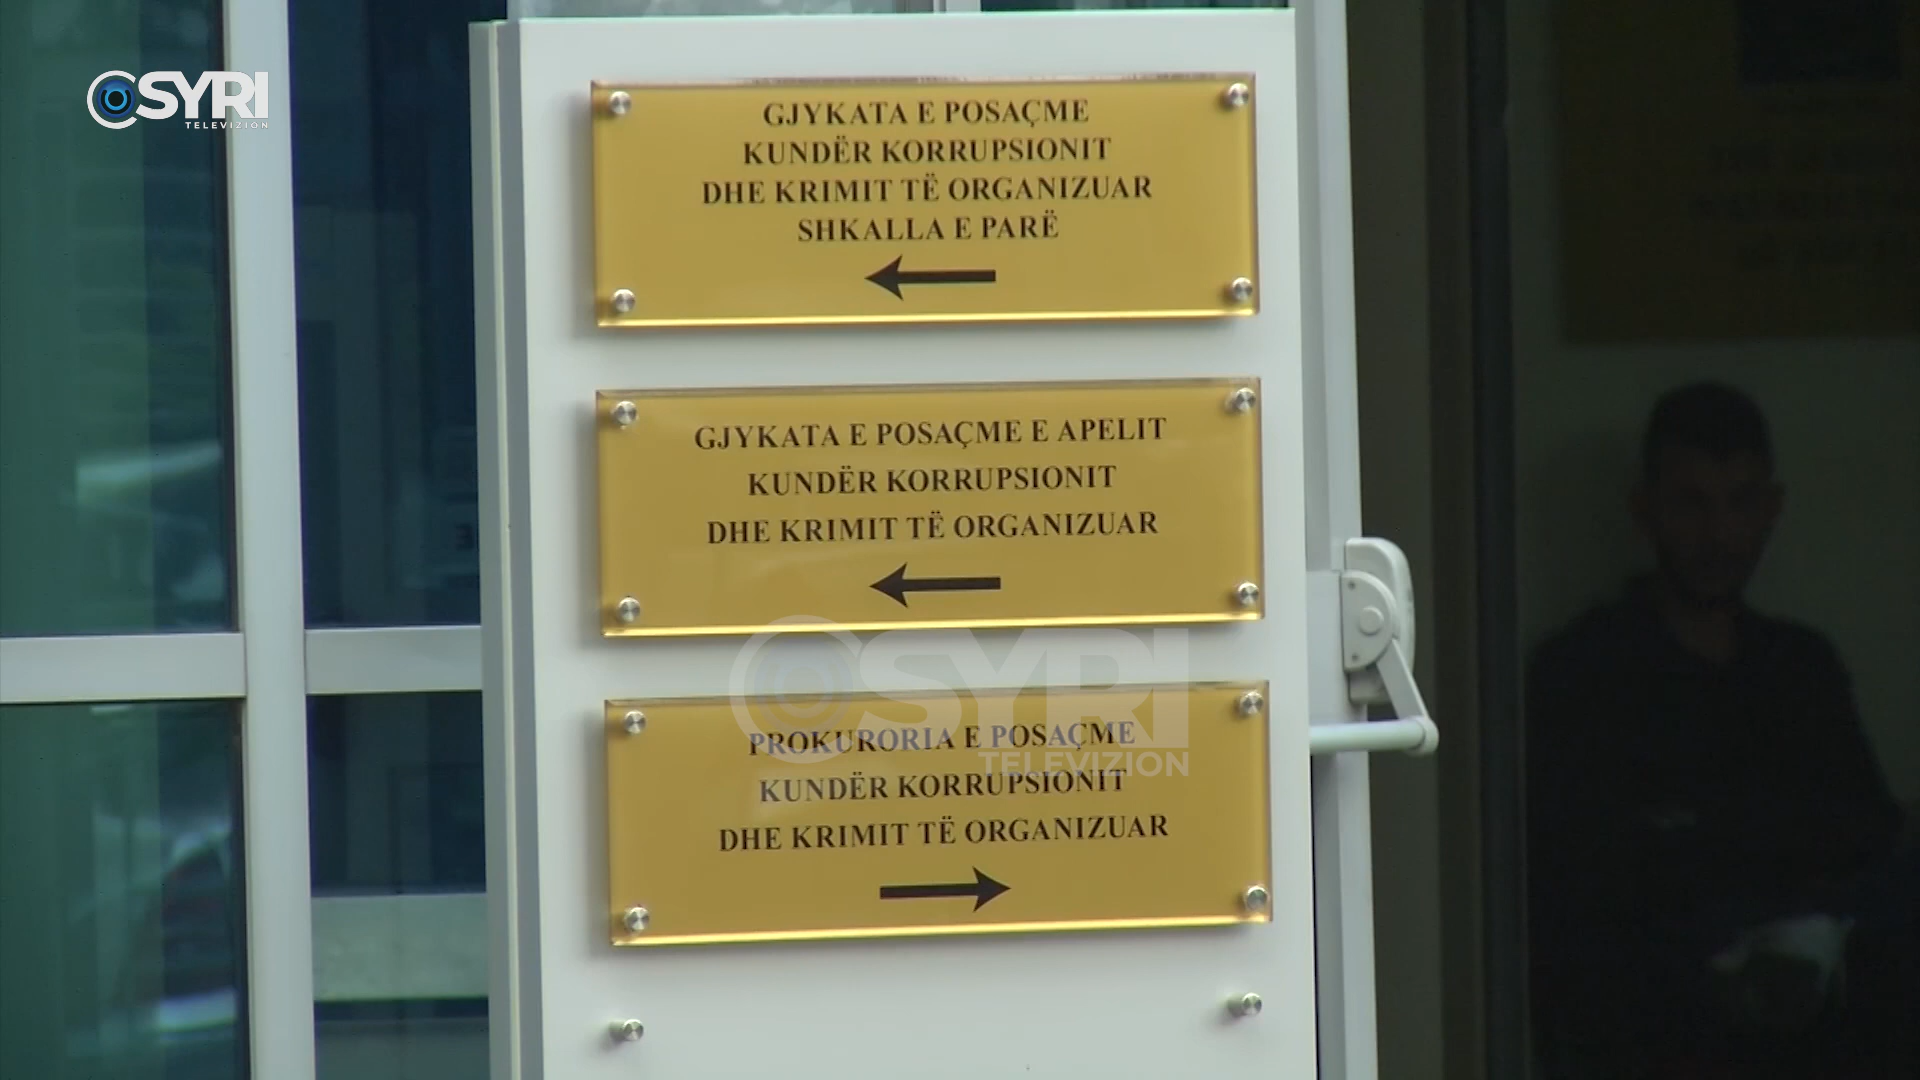 SYRI
TELEVIZION
GJYKATA E POSAÇME
KUNDËR KORRUPSIONIT
DHE KRIMIT TË ORGANIZUAR
SHKALLA E PARË
GJYKATA E POSAÇME E APELIT
KUNDËR KORRUPSIONIT
DHE KRIMIT TË ORGANIZUAR
SYRI
TELEVIZION
PROKURORIA E POSAÇME
KUNDËR KORRUPSIONIT
DHE KRIMIT TË ORGANIZUAR